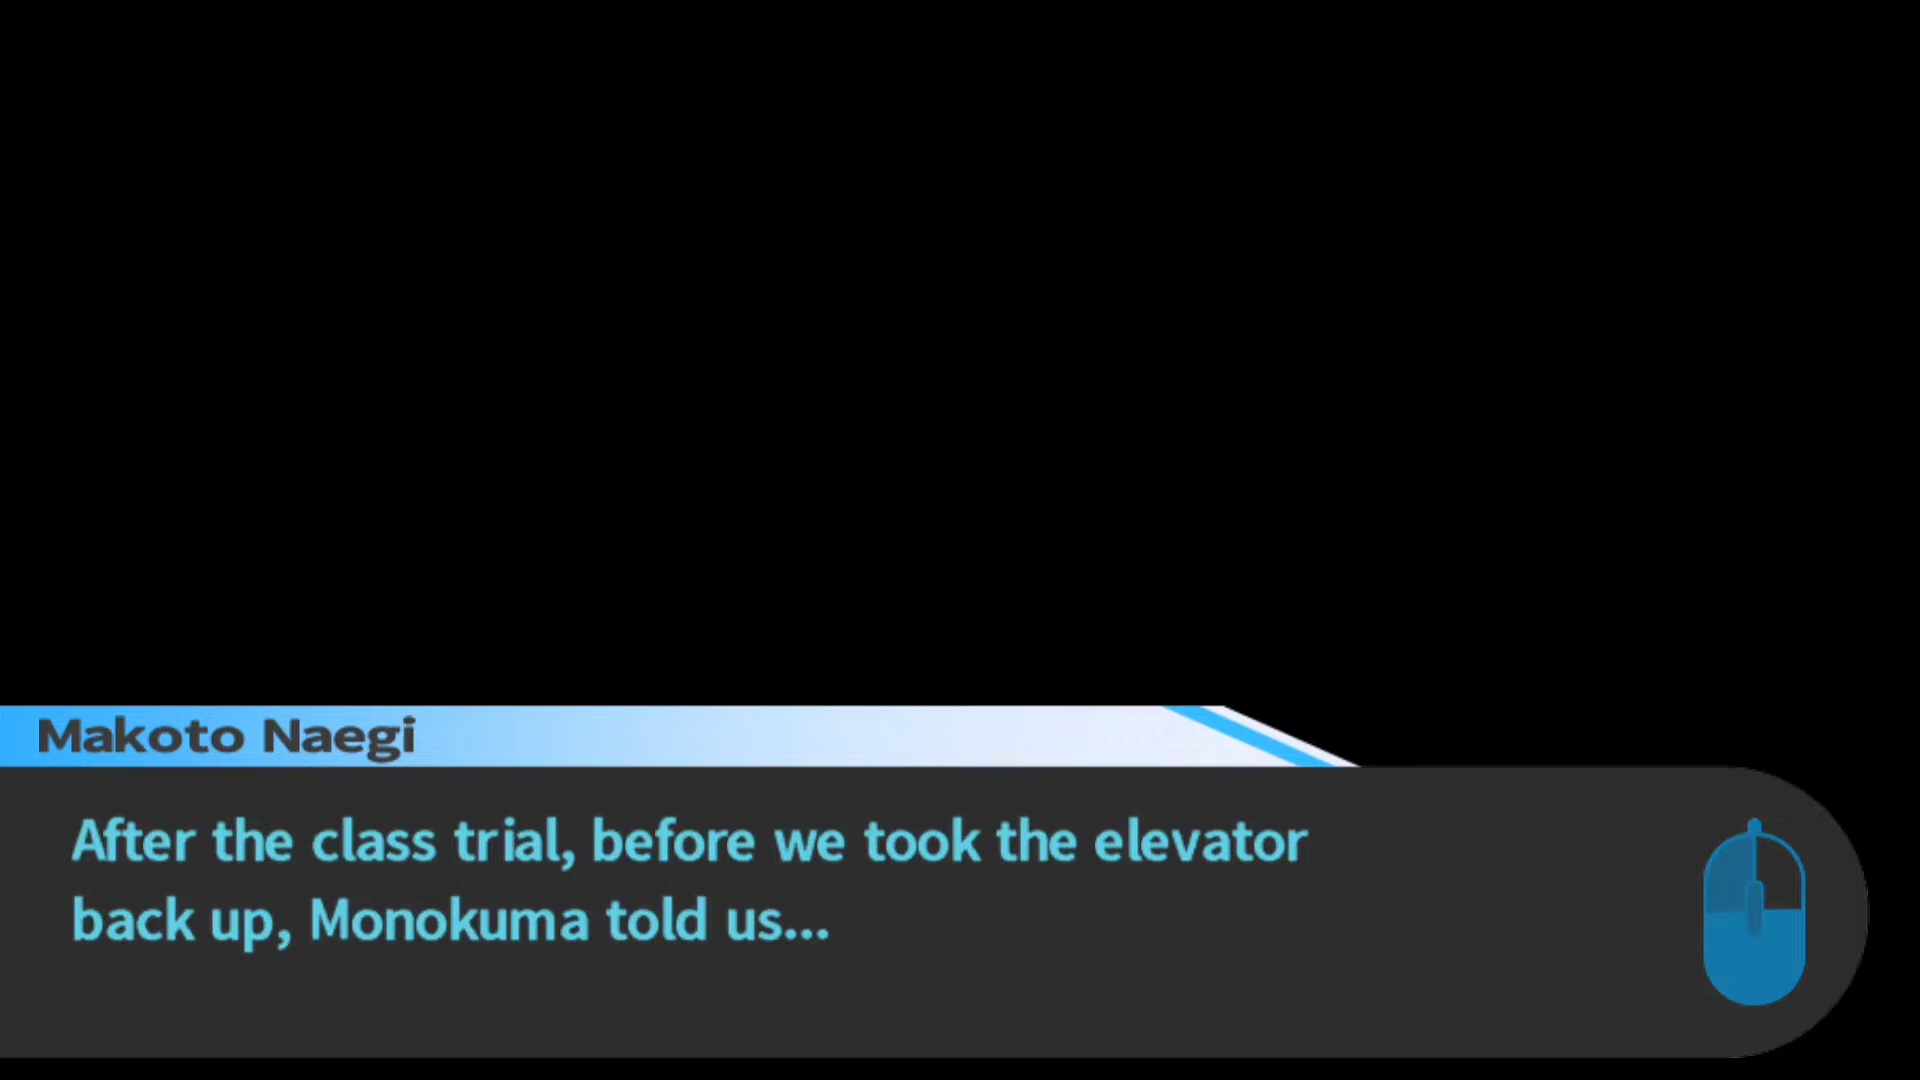 Makoto Naegi
After the class trial, before we took the elevator
back up, Monokuma told us...